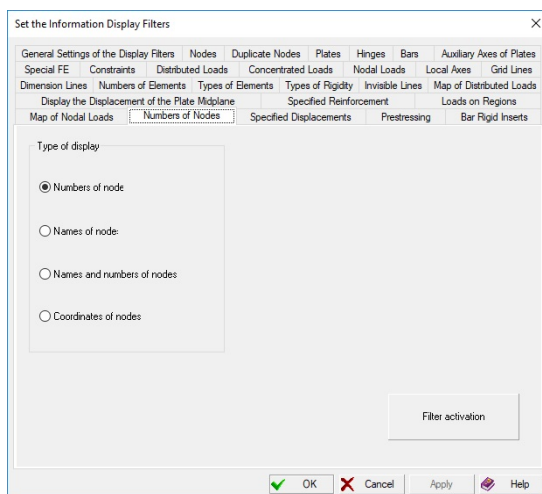 Set the Information Display Filters
General Settings of the Display Filters Nodes Duplicate Nodes Plates Hinges Bars Auxiliary Axes of Plates
Special FE Constraints Distributed Loads Concentrated Loads Nodal Loads Local Axes Grid Lines
Dimension Lines Numbers of Elements Types of Elements Types of Rigidity Invisible Lines Map of Distributed Loads
Display the Displacement of the Plate Midplane Specified Reinforcement Loads on Regions
Map of Nodal Loads Numbers of Nodes Specified Displacements Prestressing Bar Rigid Inserts
Type of display
Numbers of node
Names of node:
Names and numbers of nodes
Coordinates of nodes
Filter activation
OK Cancel Apply Help